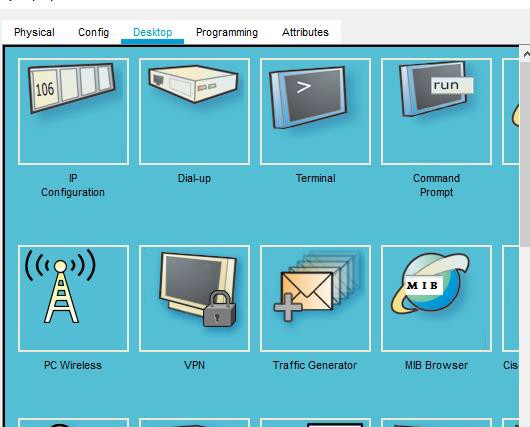 Physical Config Desktop Programming Attributes
106
>
run
IP
Configuration
Dial-up
Terminal
Command
Prompt
MIB
PC Wireless
VPN
Traffic Generator
MIB Browser